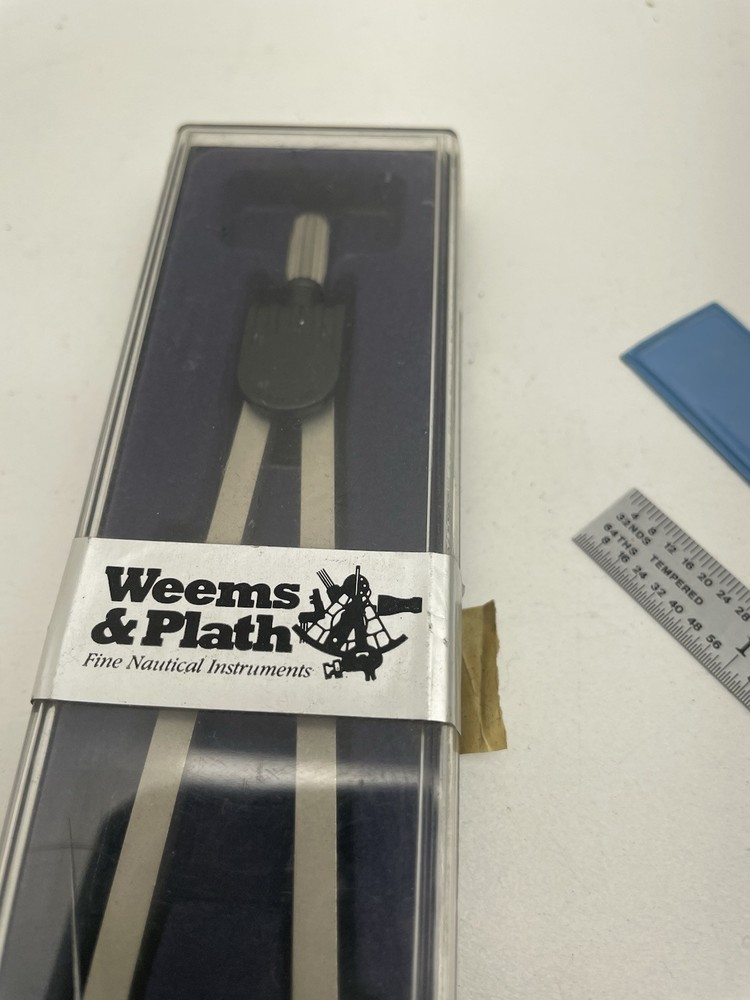 Weems
& Plath
Fine Nautical Instruments
4 8 12 16 20 24 28
32NDS
64THS TEMPERED
8 16 24 32 40 48 56
1